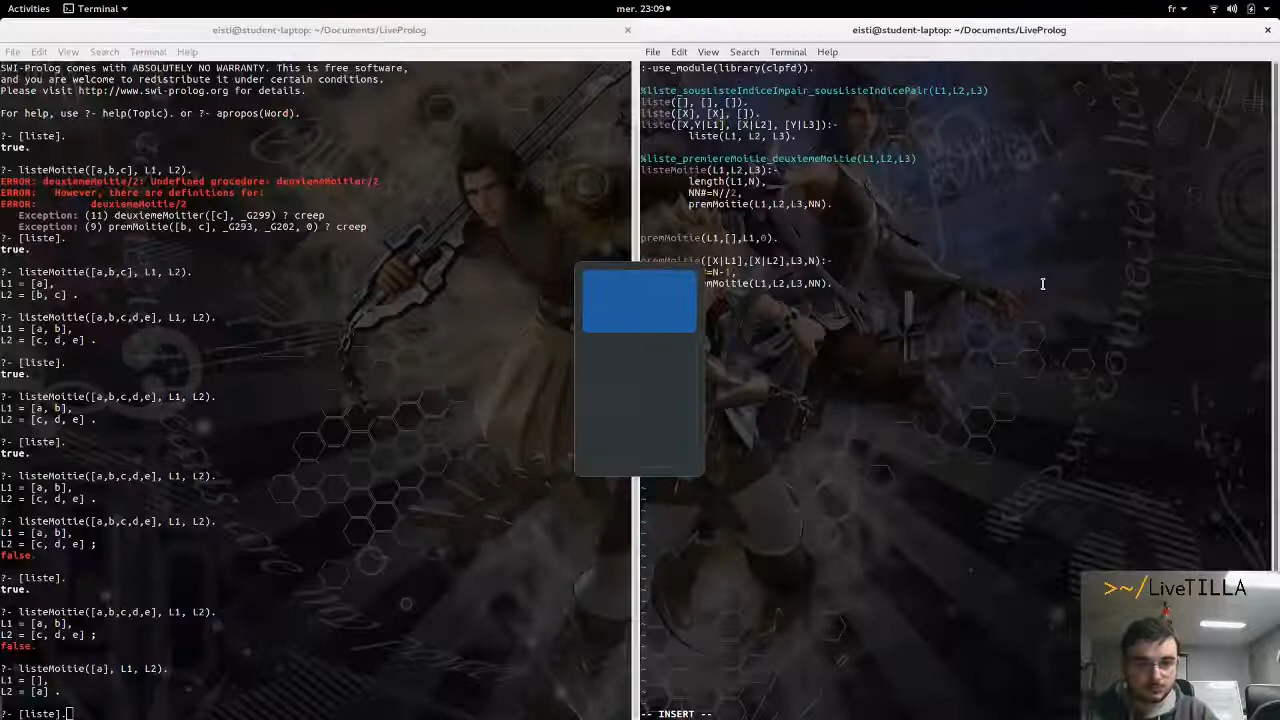 Activities Terminal mer. 23:09 fr
eisti@student-laptop: ~/Documents/LiveProlog
File Edit View Search Terminal Help
SWI-Prolog comes with ABSOLUTELY NO WARRANTY. This is free software,
and you are welcome to redistribute it under certain conditions.
Please visit http://www.swi-prolog.org for details.
For help, use ?- help(Topic). or ?- apropos(Word).
?- [liste].
true.
?- listeMoitie([a,b,c], L1, L2).
ERROR: deuxiemeMoitie/2: Undefined procedure: deuxiemeMoitier/2
ERROR: However, there are definitions for:
ERROR: deuxiemeMoitie/2
Exception: (11) deuxiemeMoitier([c], _G299) ? creep
Exception: (9) premMoitie([b, c], _G293, _G202, 0) ? creep
?- [liste].
true.
?- listeMoitie([a,b,c], L1, L2).
L1 = [a],
L2 = [b, c] .
?- listeMoitie([a,b,c,d,e], L1, L2).
L1 = [a, b],
L2 = [c, d, e] .
?- [liste].
true.
?- listeMoitie([a,b,c,d,e], L1, L2).
L1 = [a, b],
L2 = [c, d, e] .
?- [liste].
true.
?- listeMoitie([a,b,c,d,e], L1, L2).
L1 = [a, b],
L2 = [c, d, e] .
?- listeMoitie([a,b,c,d,e], L1, L2).
L1 = [a, b],
L2 = [c, d, e] ;
false.
?- [liste].
true.
?- listeMoitie([a,b,c,d,e], L1, L2).
L1 = [a, b],
L2 = [c, d, e] ;
false.
?- listeMoitie([a], L1, L2).
L1 = [],
L2 = [a] .
?- [liste].
eisti@student-laptop: ~/Documents/LiveProlog
File Edit View Search Terminal Help
:-use_module(library(clpfd)).
%liste_sousListeIndiceImpair_sousListeIndicePair(L1,L2,L3)
liste([], [], []).
liste([X], [X], []).
liste([X,Y|L1], [X|L2], [Y|L3]):-
liste(L1, L2, L3).
%liste_premiereMoitie_deuxiemeMoitie(L1,L2,L3)
listeMoitie(L1,L2,L3):-
length(L1,N),
NN#=N//2,
premMoitie(L1,L2,L3,NN).
premMoitie(L1,[],L1,0).
premMoitie([X|L1],[X|L2],L3,N):-
#=N-1,
emMoitie(L1,L2,L3,NN).
-- INSERT --
>~/LiveTILLA